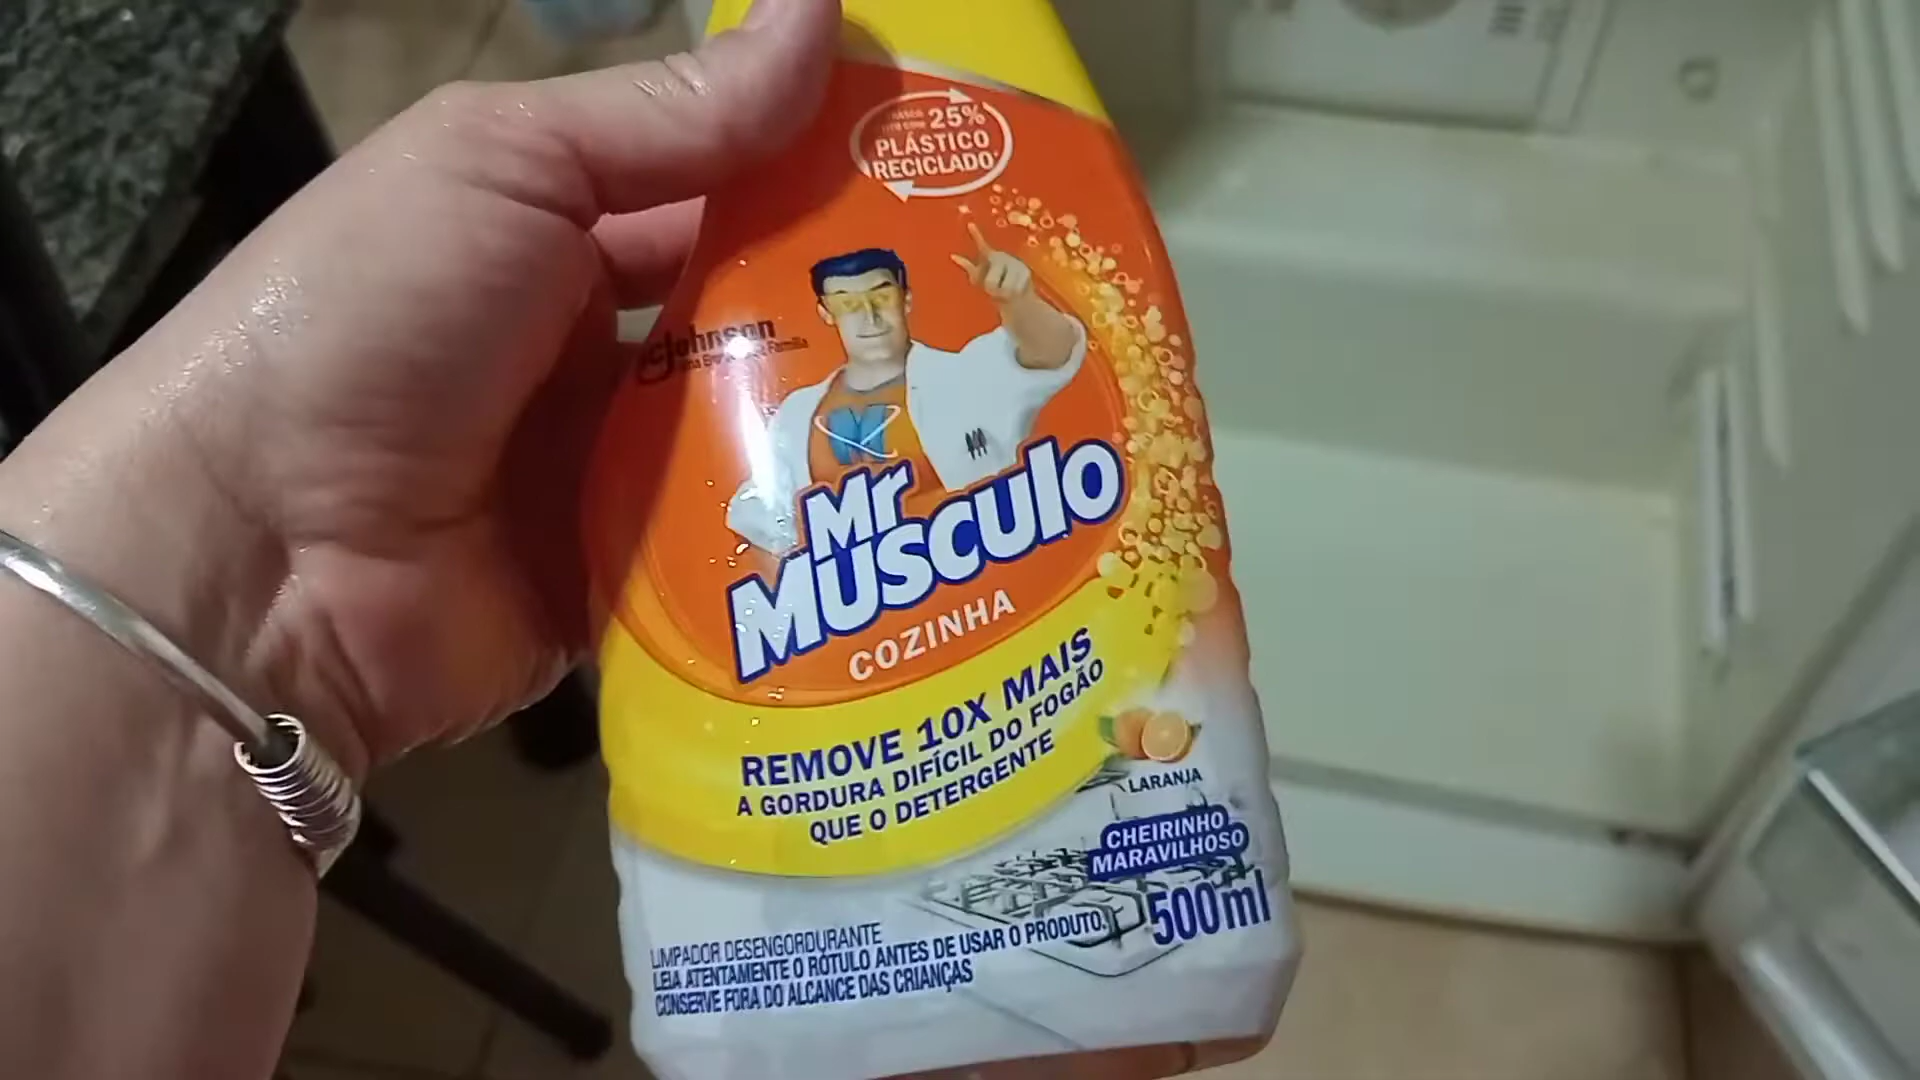 25%
PLÁSTICO
RECICLADO*
Johnson
Família
M
Mr
MUSCULO
COZINHA
REMOVE 10X MAIS
A GORDURA DIFÍCIL DO FOGÃO
QUE O DETERGENTE
LARANJA
CHEIRINHO
MARAVILHOSO
500ml
LIMPADOR DESENGORDURANTE
LEIA ATENTAMENTE O RÓTULO ANTES DE USAR O PRODUTO.
CONSERVE FORA DO ALCANCE DAS CRIANÇAS